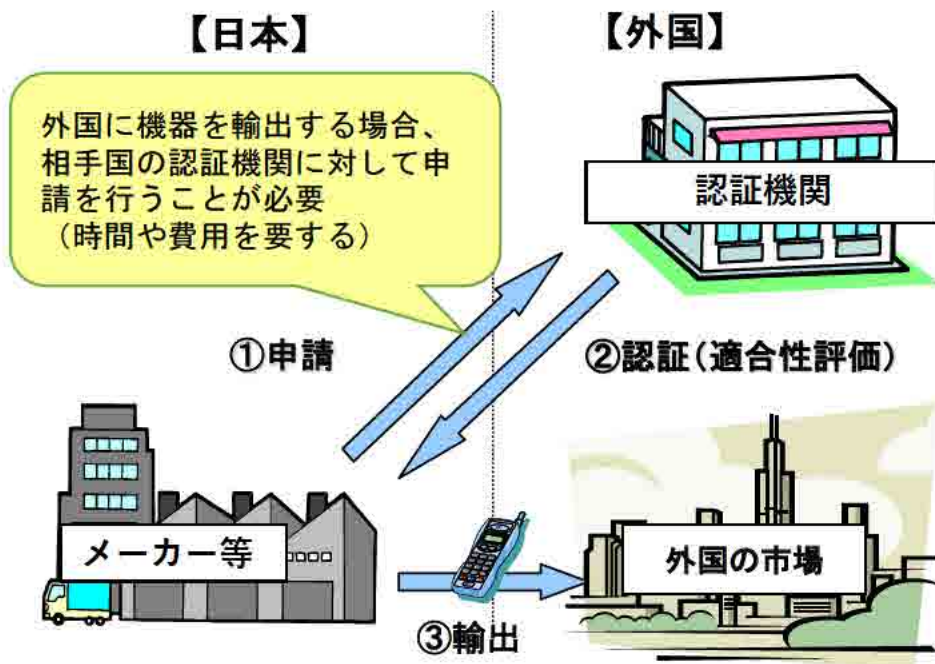 【日本】
【外国】
外国に機器を輸出する場合、
相手国の認証機関に対して申
請を行うことが必要
（時間や費用を要する）
認証機関
①申請
②認証（適合性評価）
メーカー等
外国の市場
③輸出